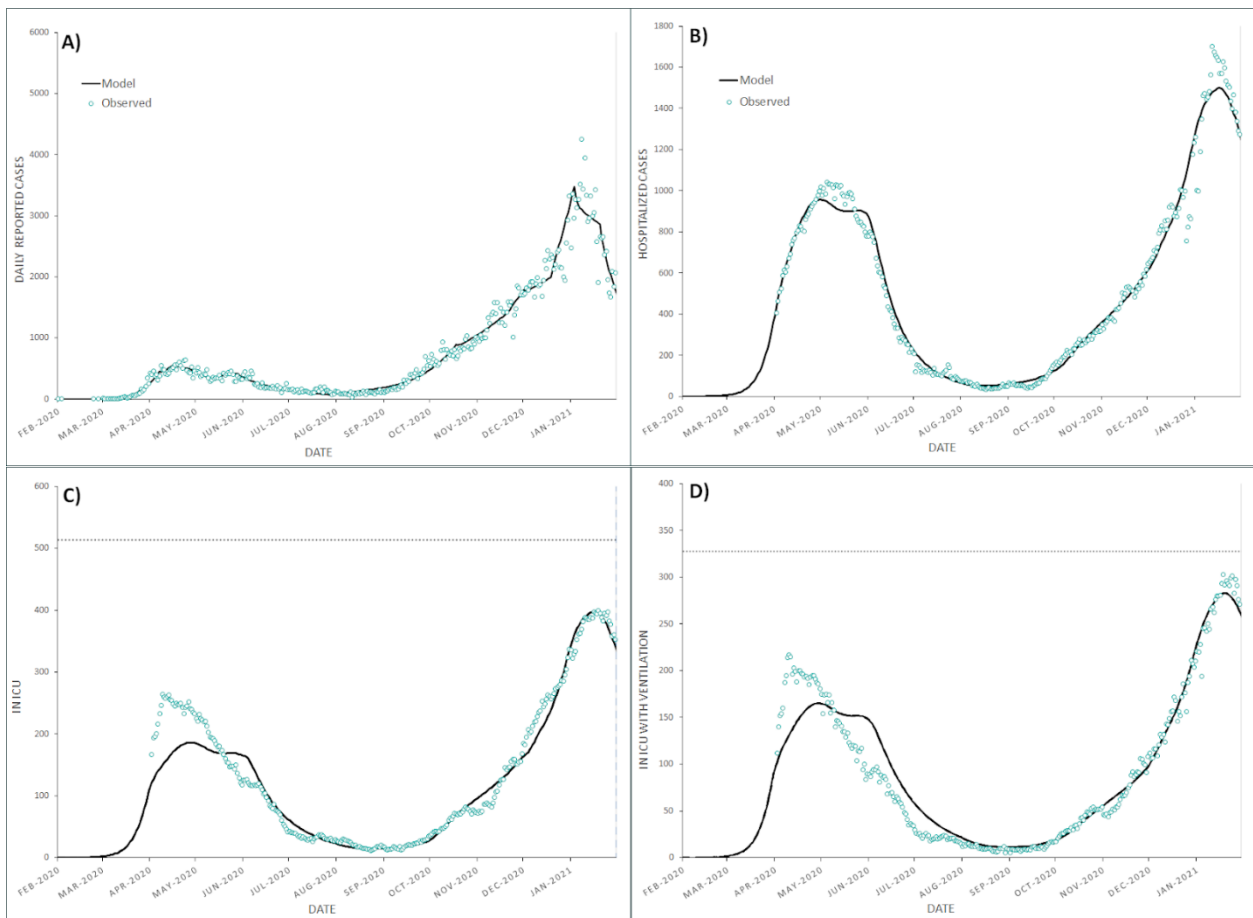 A)
Model
Observed
DAILY REPORTED CASES
6000
5000
4000
3000
2000
1000
0
FEB-2020
MAR-2020
APR-2020
MAY-2020
JUN-2020
JUL-2020
AUG-2020
SEP-2020
OCT-2020
NOV-2020
DEC-2020
JAN-2021
DATE
B)
Model
Observed
HOSPITALIZED CASES
1800
1600
1400
1200
1000
800
600
400
200
0
FEB-2020
MAR-2020
APR-2020
MAY-2020
JUN-2020
JUL-2020
AUG-2020
SEP-2020
OCT-2020
NOV-2020
DEC-2020
JAN-2021
DATE
C)
IN ICU
600
500
400
300
200
100
0
FEB-2020
MAR-2020
APR-2020
MAY-2020
JUN-2020
JUL-2020
AUG-2020
SEP-2020
OCT-2020
NOV-2020
DEC-2020
JAN-2021
DATE
D)
IN ICU WITH VENTILATION
400
350
300
250
200
150
100
50
0
FEB-2020
MAR-2020
APR-2020
MAY-2020
JUN-2020
JUL-2020
AUG-2020
SEP-2020
OCT-2020
NOV-2020
DEC-2020
JAN-2021
DATE